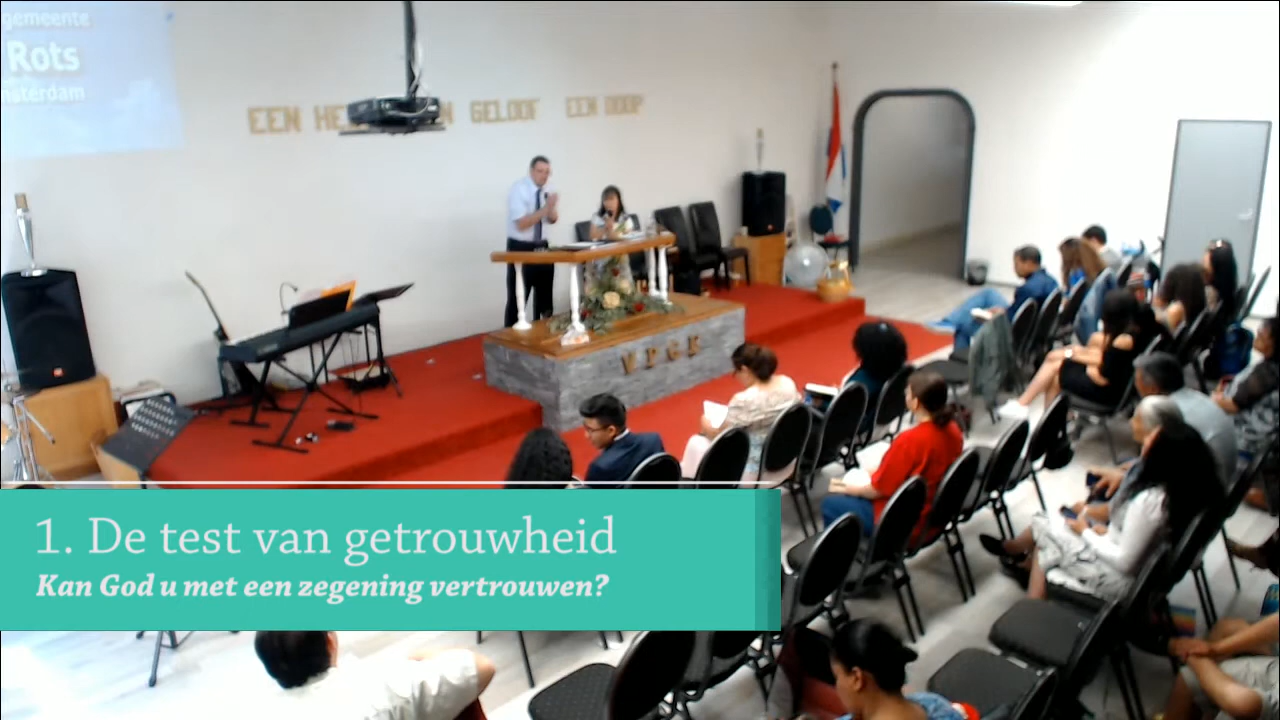 gemeente
Rots
msterdam
EEN HE N GELOOF EEN DOOP
VPGK
1. De test van getrouwheid
Kan God u met een zegening vertrouwen?